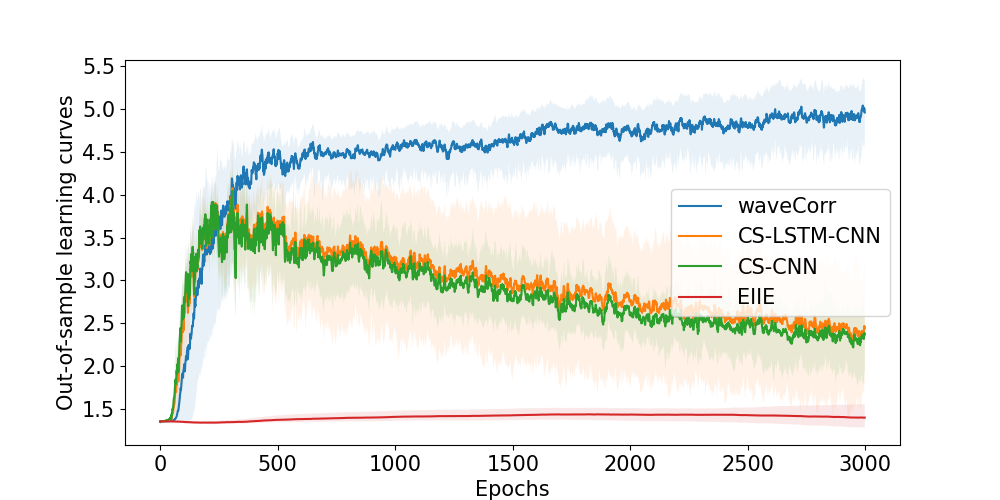 Out-of-sample learning curves
5.5
5.0
4.5
4.0
3.5
3.0
2.5
2.0
1.5
waveCorr
CS-LSTM-CNN
CS-CNN
EIIE
0 500 1000 1500 2000 2500 3000
Epochs